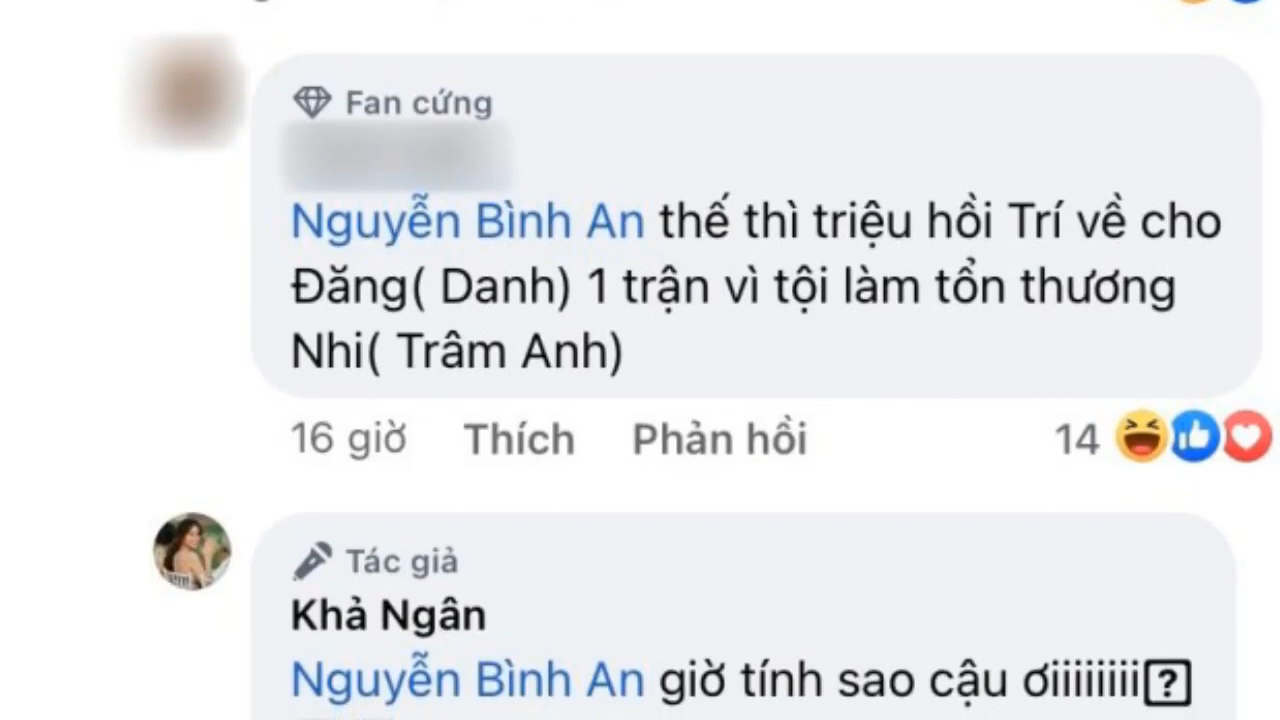 Fan cứng
Nguyễn Bình An thế thì triệu hồi Trí về cho
Đăng( Danh) 1 trận vì tội làm tổn thương
Nhi( Trâm Anh)
16 giờ Thích Phản hồi 14
Tác giả
Khả Ngân
Nguyễn Bình An giờ tính sao cậu ơiiiiiiiii